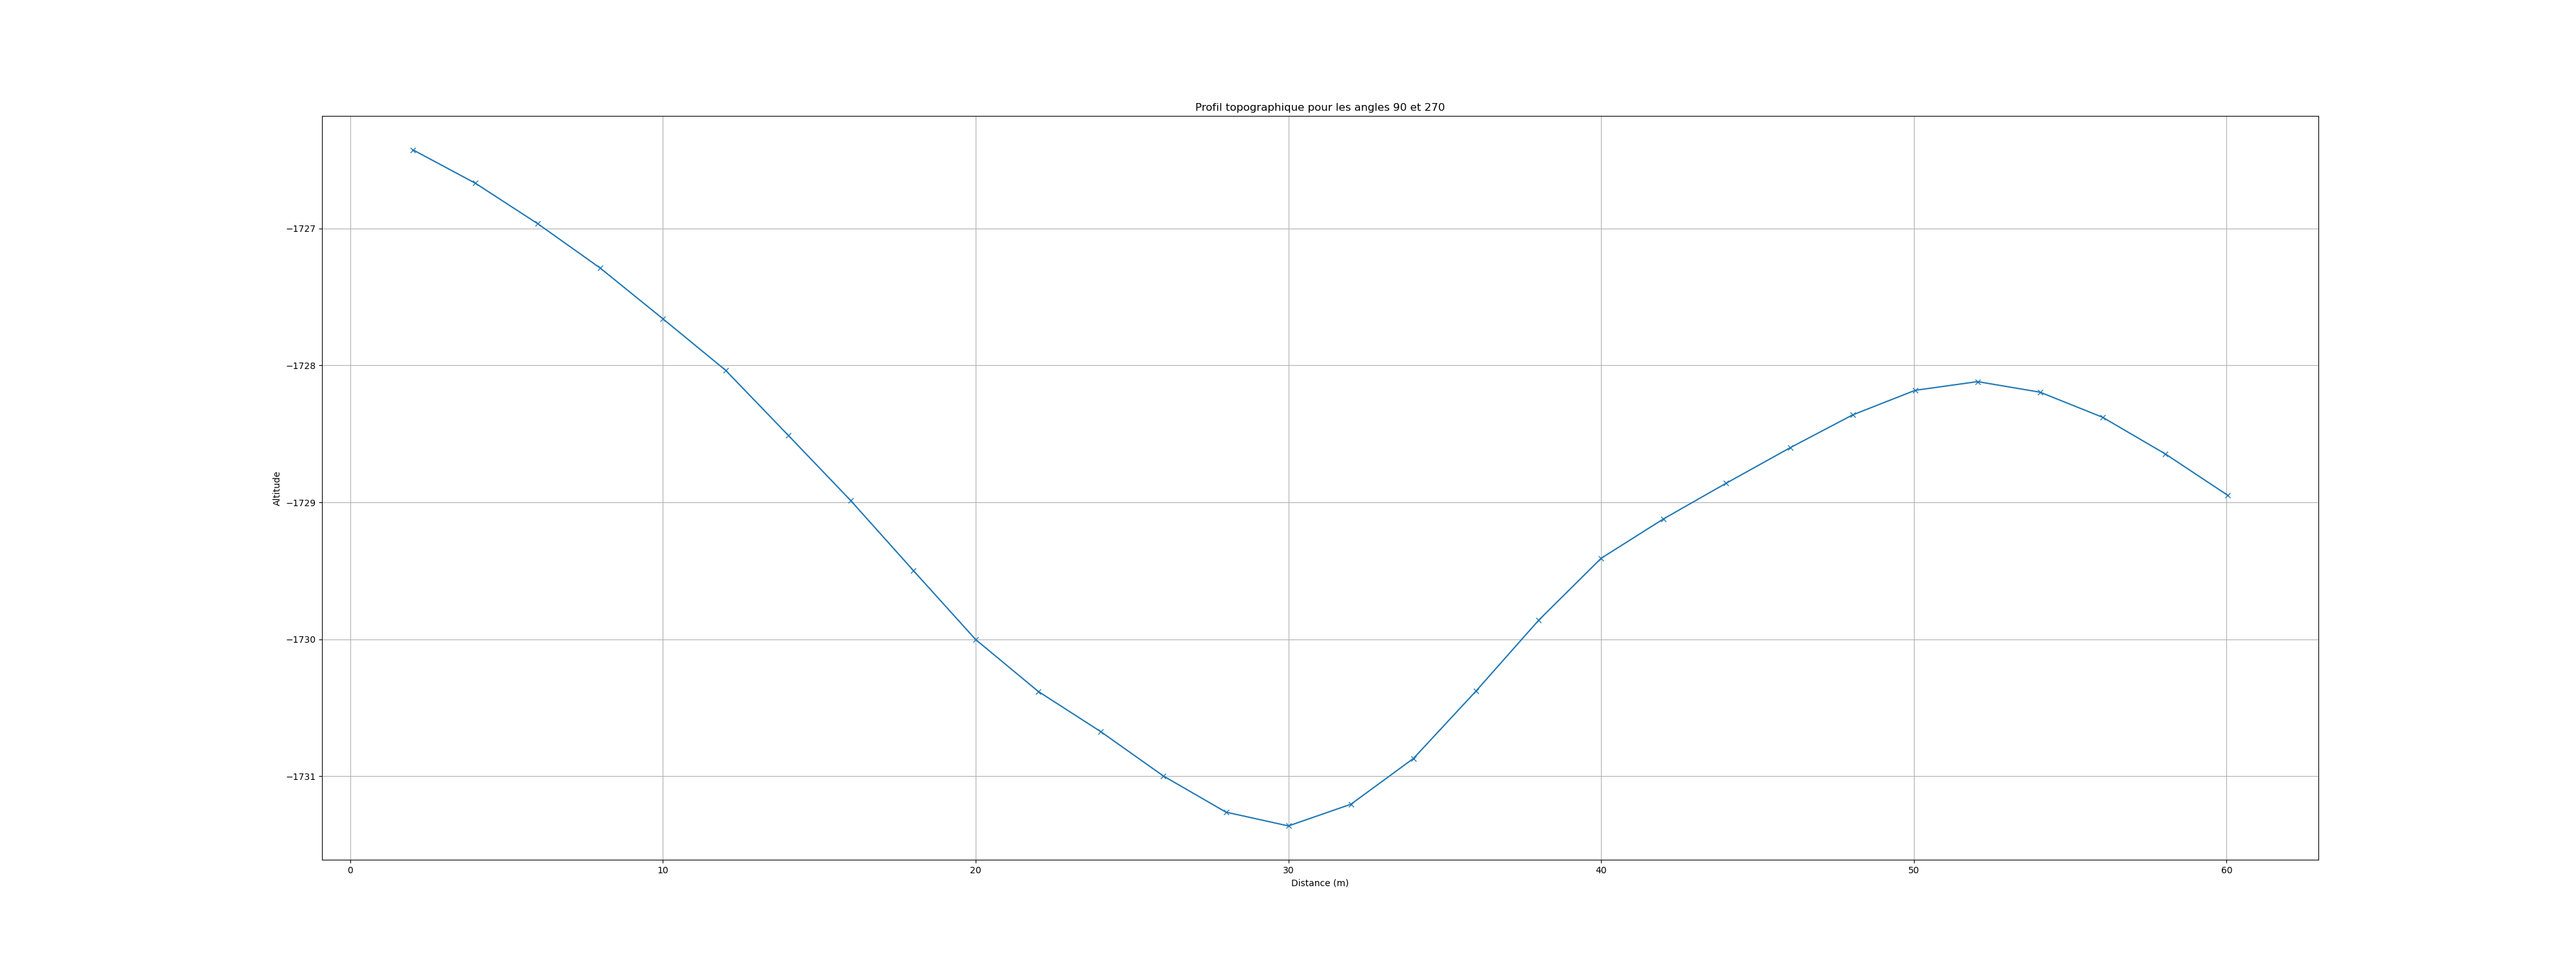 Profil topographique pour les angles 90 et 270
Altitude
−1727
−1728
−1729
−1730
−1731
0 10 20 30 40 50 60
Distance (m)